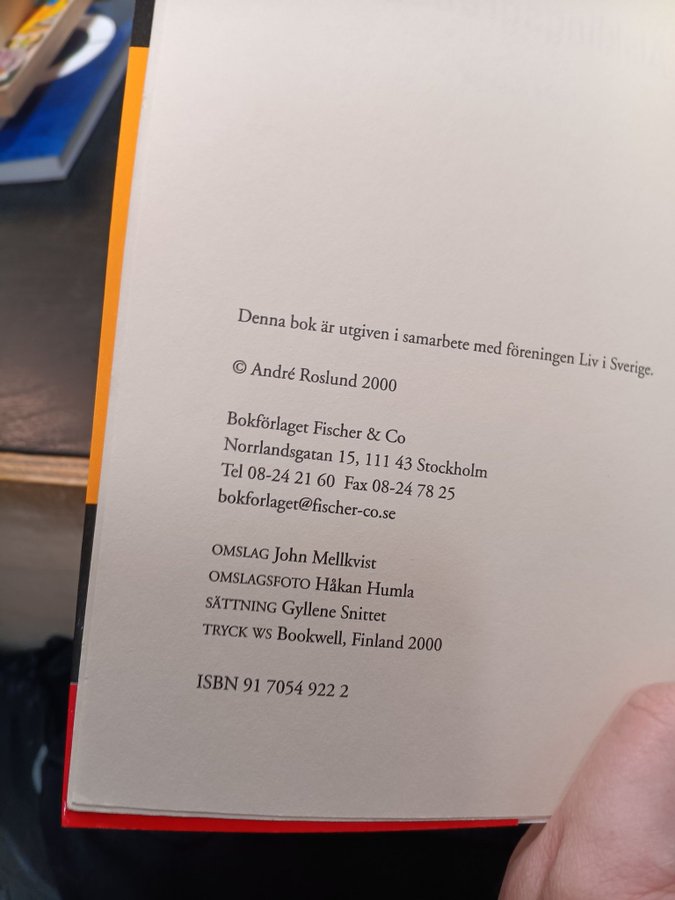 Denna bok är utgiven i samarbete med föreningen Liv i Sverige.
© André Roslund 2000
Bokförlaget Fischer & Co
Norrlandsgatan 15, 111 43 Stockholm
Tel 08-24 21 60 Fax 08-24 78 25
bokforlaget@fischer-co.se
OMSLAG John Mellkvist
OMSLAGSFOTO Håkan Humla
SÄTTNING Gyllene Snittet
TRYCK WS Bookwell, Finland 2000
ISBN 91 7054 922 2